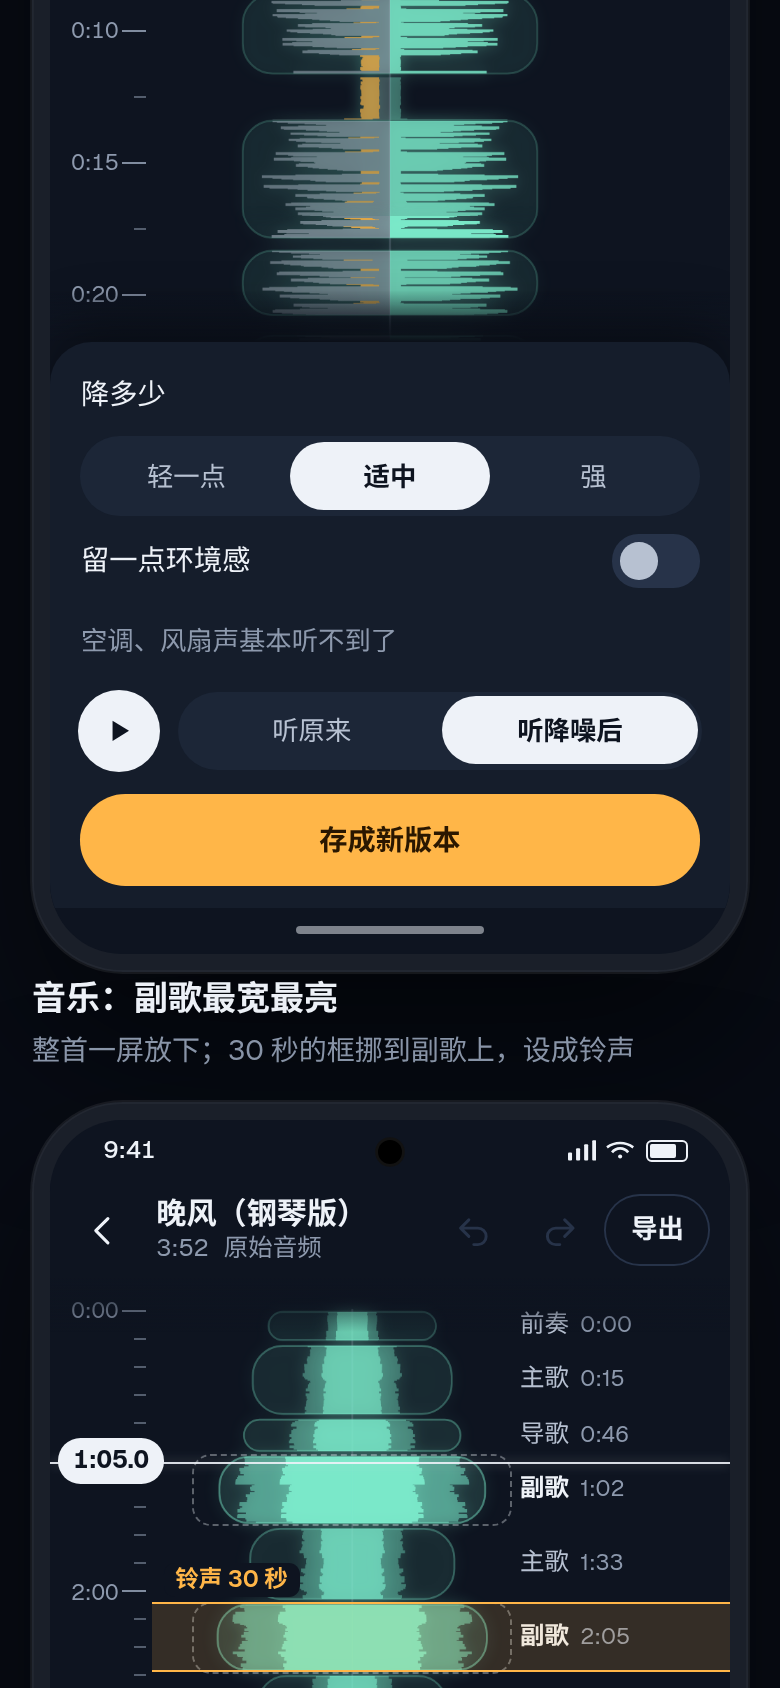 0:10
0:15
0:20
降多少
轻一点 适中 强
留一点环境感
空调、风扇声基本听不到了
听原来 听降噪后
存成新版本
音乐：副歌最宽最亮
整首一屏放下；30 秒的框挪到副歌上，设成铃声
9:41
晚风（钢琴版）
3:52 原始音频
导出
0:00
前奏 0:00
主歌 0:15
导歌 0:46
1:05.0
副歌 1:02
主歌 1:33
铃声 30 秒
2:00
副歌 2:05